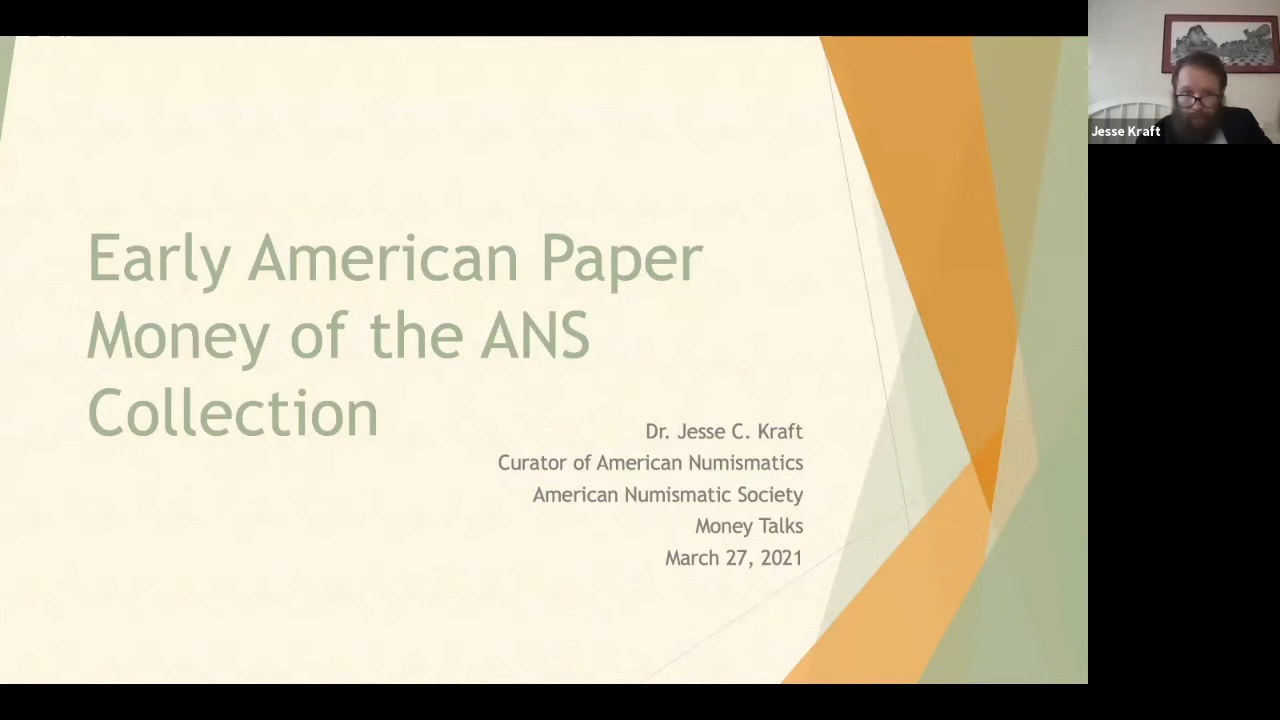 Early American Paper
Money of the ANS
Collection
Dr. Jesse C. Kraft
Curator of American Numismatics
American Numismatic Society
Money Talks
March 27, 2021
Jesse Kraft